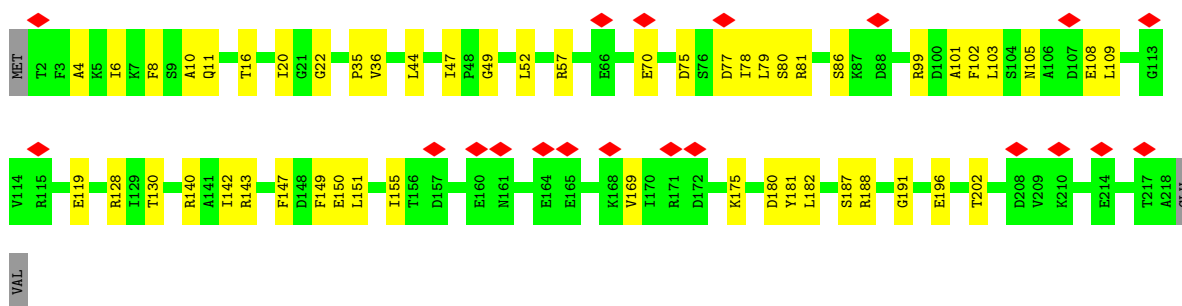 MET T2 F3 A4 K5 I6 K7 F8 S9 A10 Q11 T16 I20 G21 G22 P35 V36 L44 I47 P48 G49 L52 R57 E66 E70 D75 S76 D77 I78 L79 S80 R81 S86 K87 D88 R99 D100 A101 F102 L103 S104 N105 A106 D107 E108 L109 G113
V114 R115 E119 R128 I129 T130 R140 A141 I142 R143 F147 D148 F149 E150 L151 I155 T156 D157 E160 N161 E164 E165 K168 V169 I170 R171 D172 K175 D180 Y181 L182 S187 R188 G191 E196 T202 D208 V209 K210 E214 T217 A218
VAL